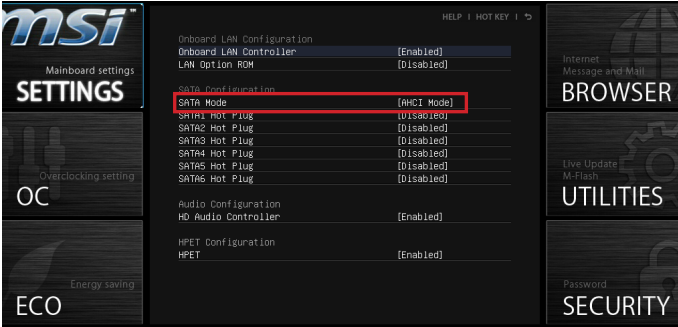 msi
HELP | HOT KEY |
Mainboard settings
SETTINGS
Overclocking setting
OC
Energy saving
ECO
Onboard LAN Configuration
Onboard LAN Controller [Enabled]
LAN Option ROM [Disabled]
SATA Configuration
SATA Mode [AHCI Mode]
SATA1 Hot Plug [Disabled]
SATA2 Hot Plug [Disabled]
SATA3 Hot Plug [Disabled]
SATA4 Hot Plug [Disabled]
SATA5 Hot Plug [Disabled]
SATA6 Hot Plug [Disabled]
Audio Configuration
HD Audio Controller [Enabled]
HPET Configuration
HPET [Enabled]
Internet
Message and Mail
BROWSER
Live Update
M-Flash
UTILITIES
Password
SECURITY